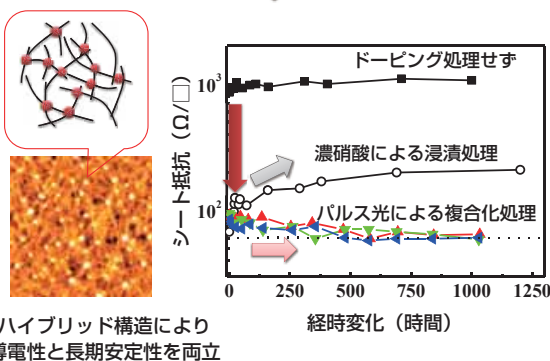 ドーピング処理せず
10³
濃硝酸による浸漬処理
シート抵抗（Ω/□）
10²
パルス光による複合化処理
0 250 500 750 1000 1250
経時変化（時間）
ハイブリッド構造により
導電性と長期安定性を両立